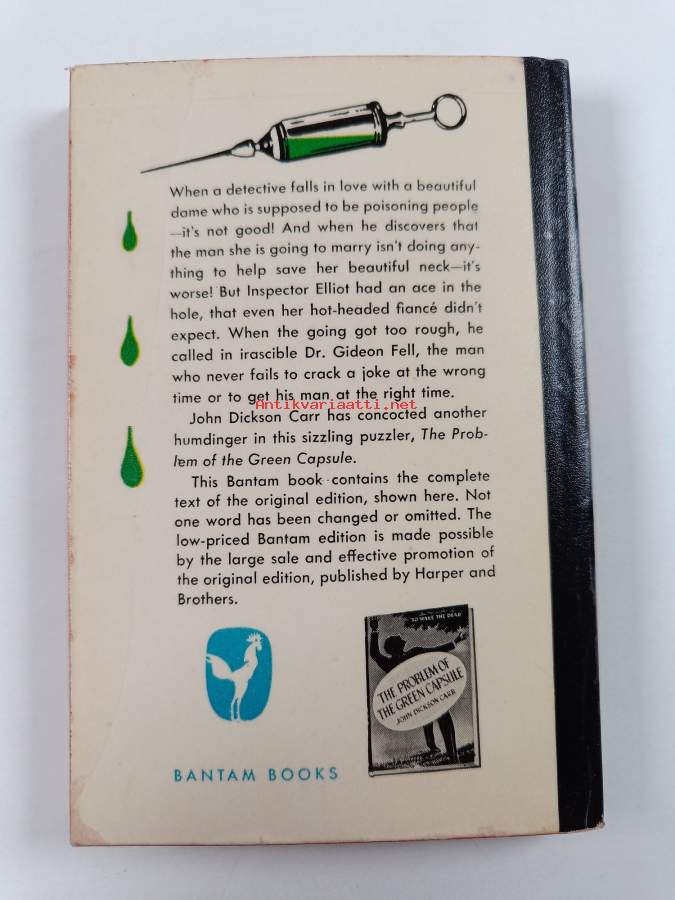 When a detective falls in love with a beautiful
dame who is supposed to be poisoning people
—it's not good! And when he discovers that
the man she is going to marry isn't doing any-
thing to help save her beautiful neck—it's
worse! But Inspector Elliot had an ace in the
hole, that even her hot-headed fiancé didn't
expect. When the going got too rough, he
called in irascible Dr. Gideon Fell, the man
who never fails to crack a joke at the wrong
time or to get his man at the right time.
Antikvariaatti.net
John Dickson Carr has concocted another
humdinger in this sizzling puzzler, The Prob-
lem of the Green Capsule.
This Bantam book contains the complete
text of the original edition, shown here. Not
one word has been changed or omitted. The
low-priced Bantam edition is made possible
by the large sale and effective promotion of
the original edition, published by Harper and
Brothers.
"TO WAKE THE DEAD"
THE PROBLEM OF
THE GREEN CAPSULE
JOHN DICKSON CARR
BANTAM BOOKS